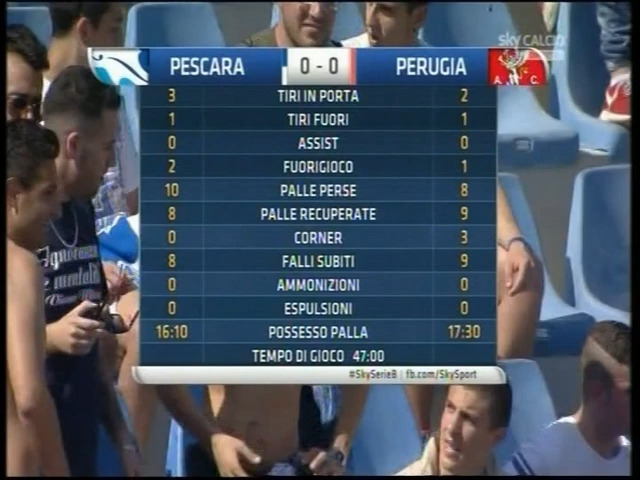 SKY CALCIO
PESCARA 0 - 0 PERUGIA
A. C.
3 TIRI IN PORTA 2
1 TIRI FUORI 1
0 ASSIST 0
2 FUORIGIOCO 1
10 PALLE PERSE 8
8 PALLE RECUPERATE 9
0 CORNER 3
8 FALLI SUBITI 9
0 AMMONIZIONI 0
0 ESPULSIONI 0
16:10 POSSESSO PALLA 17:30
TEMPO DI GIOCO 47:00
#SkySerieB | fb.com/SkySport